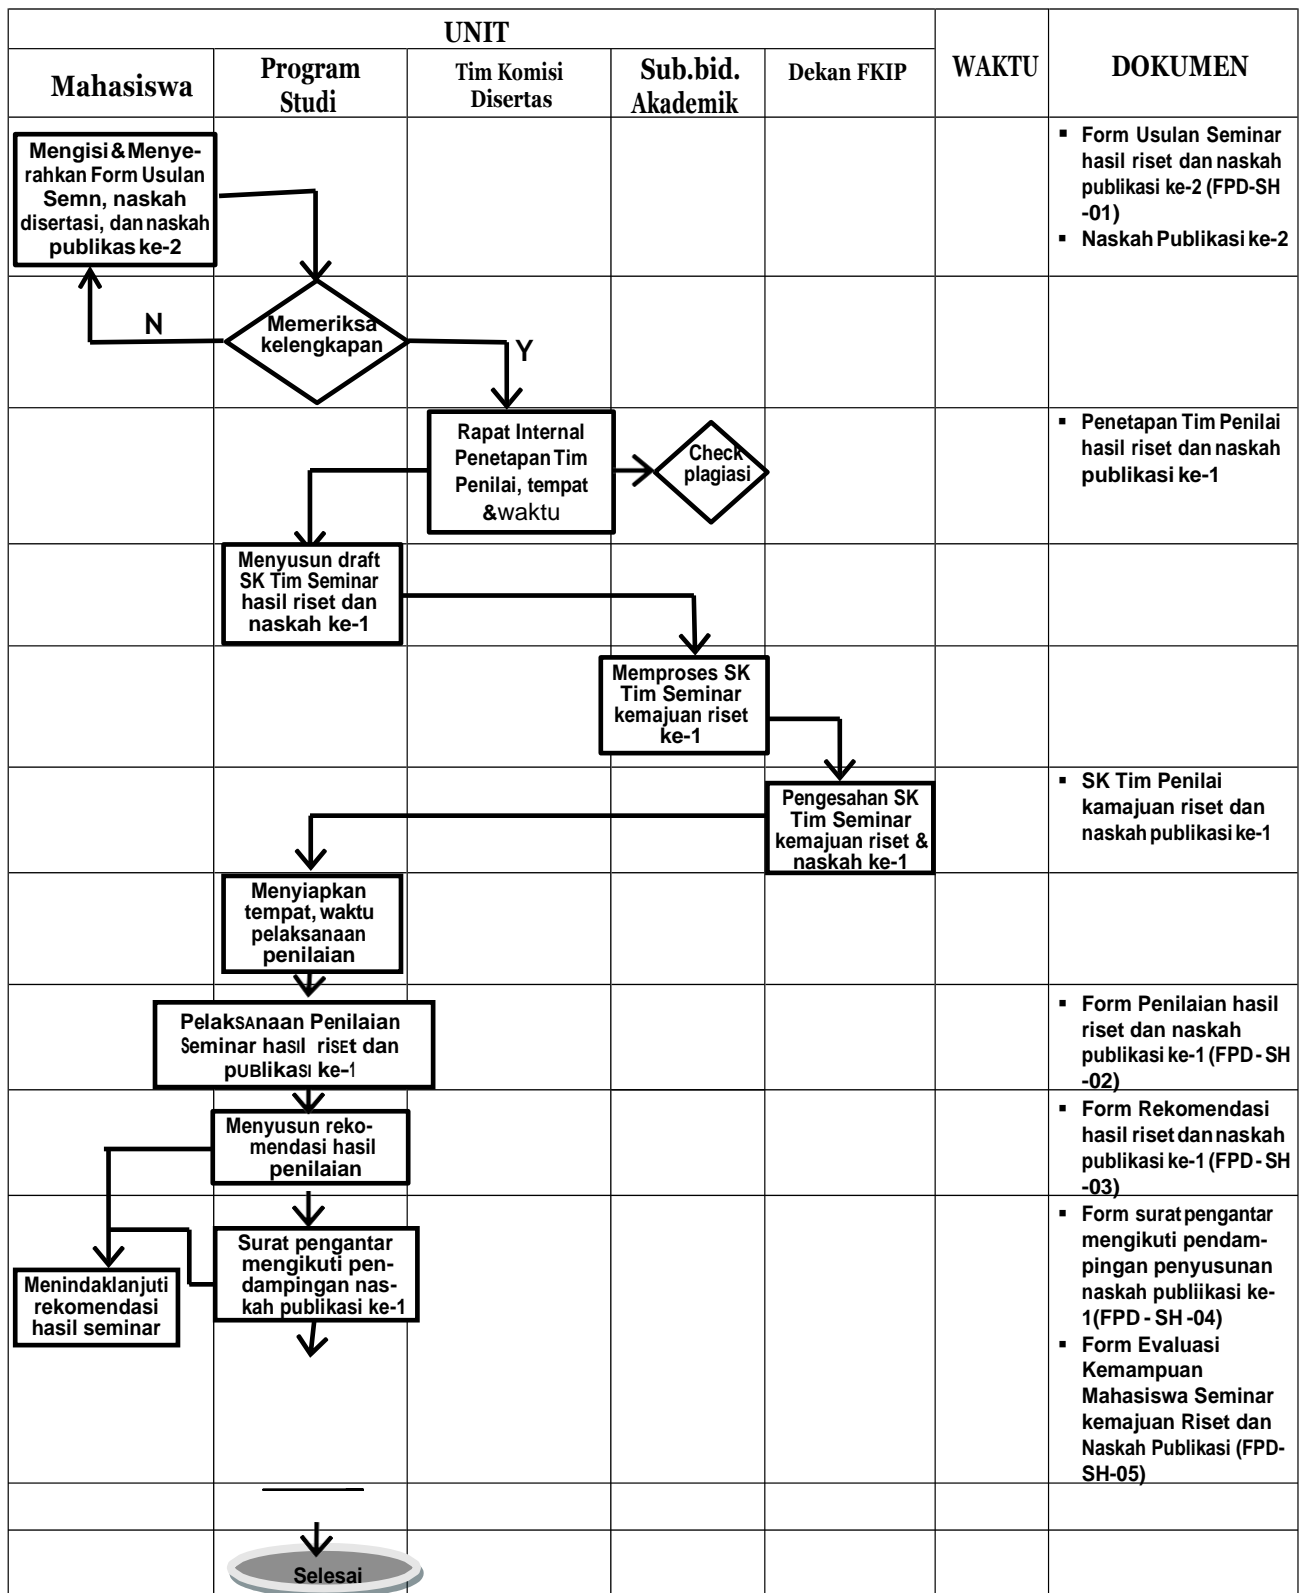 UNIT
WAKTU
DOKUMEN
Mahasiswa
Program
Studi
Tim Komisi
Disertas
Sub.bid.
Akademik
Dekan FKIP
Mengisi & Menye-
rahkan Form Usulan
Semn, naskah
disertasi, dan naskah
publikas ke-2
▪ Form Usulan Seminar
hasil riset dan naskah
publikasi ke-2 (FPD-SH
-01)
▪ Naskah Publikasi ke-2
N
Memeriksa
kelengkapan
Y
Rapat Internal
Penetapan Tim
Penilai, tempat
&waktu
Check
plagiasi
▪ Penetapan Tim Penilai
hasil riset dan naskah
publikasi ke-1
Menyusun draft
SK Tim Seminar
hasil riset dan
naskah ke-1
Memproses SK
Tim Seminar
kemajuan riset
ke-1
Pengesahan SK
Tim Seminar
kemajuan riset &
naskah ke-1
▪ SK Tim Penilai
kamajuan riset dan
naskah publikasi ke-1
Menyiapkan
tempat, waktu
pelaksanaan
penilaian
Pelaksanaan Penilaian
Seminar hasil riset dan
publikasi ke-1
▪ Form Penilaian hasil
riset dan naskah
publikasi ke-1 (FPD - SH
-02)
Menyusun reko-
mendasi hasil
penilaian
▪ Form Rekomendasi
hasil riset dan naskah
publikasi ke-1 (FPD - SH
-03)
Surat pengantar
mengikuti pen-
dampingan nas-
kah publikasi ke-1
Menindaklanjuti
rekomendasi
hasil seminar
▪ Form surat pengantar
mengikuti pendam-
pingan penyusunan
naskah publiikasi ke-
1(FPD - SH -04)
▪ Form Evaluasi
Kemampuan
Mahasiswa Seminar
kemajuan Riset dan
Naskah Publikasi (FPD-
SH-05)
Selesai